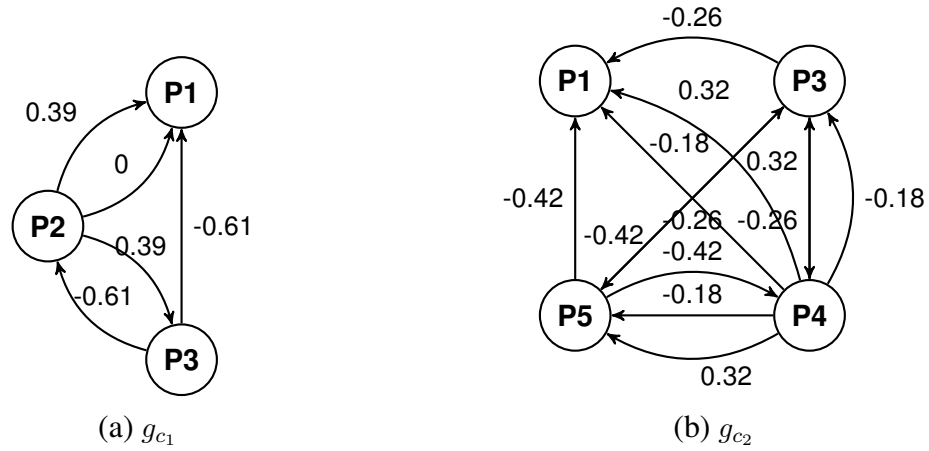 P1
0.39
0
P2
-0.61
0.39
-0.61
P3
(a) g_{c_1}
-0.26
P1
P3
0.32
-0.18
0.32
-0.42
-0.18
-0.42
-0.26
-0.26
-0.42
-0.18
P5
P4
0.32
(b) g_{c_2}